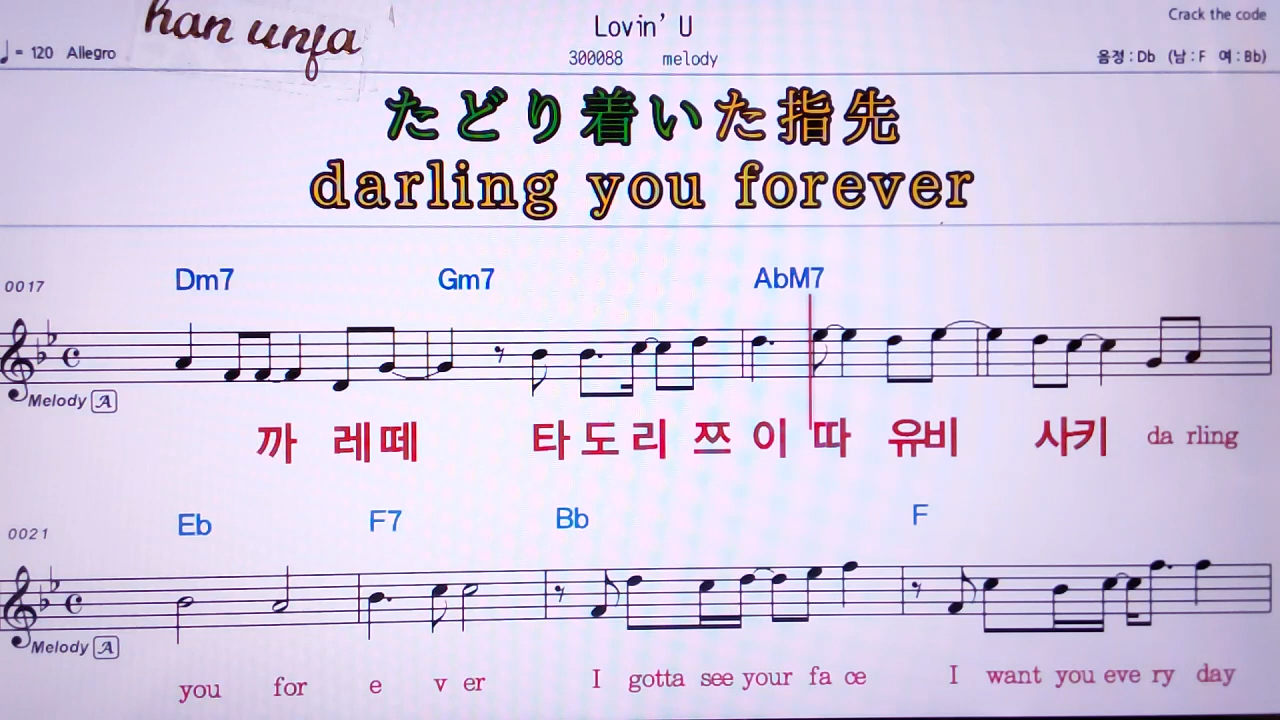 Crack the code
han unja
Lovin' U
♩= 120 Allegro
300088 melody
음정 : Db (남 : F 여 : Bb)
たどり着いた指先
darling you forever
0017
Dm7 Gm7 AbM7
Melody A
까 레 떼 타 도 리 쯔 이 따 유비 사키 da rling
0021
Eb F7 Bb F
Melody A
you for e v er I gotta see your fa ce I want you eve ry day